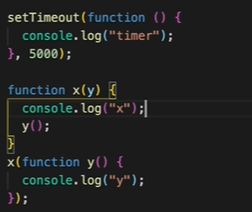 setTimeout(function () {
  console.log("timer");
}, 5000);

function x(y) {
  console.log("x");
  y();
}
x(function y() {
  console.log("y");
});